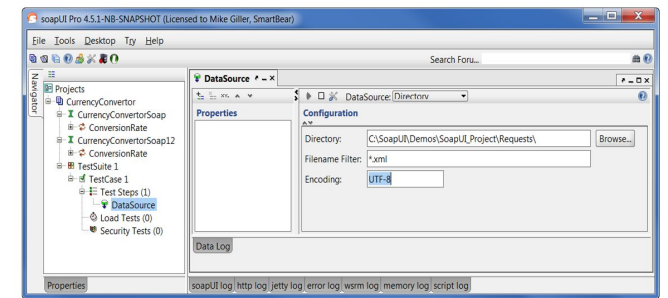 soapUI Pro 4.5.1-NB-SNAPSHOT (Licensed to Mike Giller, SmartBear)
File Tools Desktop Try Help
Search Foru...
Navigator
Projects
CurrencyConvertor
CurrencyConvertorSoap
ConversionRate
CurrencyConvertorSoap12
ConversionRate
TestSuite 1
TestCase 1
Test Steps (1)
DataSource
Load Tests (0)
Security Tests (0)
Properties
DataSource
DataSource: Directory
Properties
Configuration
Directory: C:\SoapUI\Demos\SoapUI_Project\Requests\ Browse...
Filename Filter: *.xml
Encoding: UTF-8
Data Log
soapUI log http log jetty log error log wsrm log memory log script log